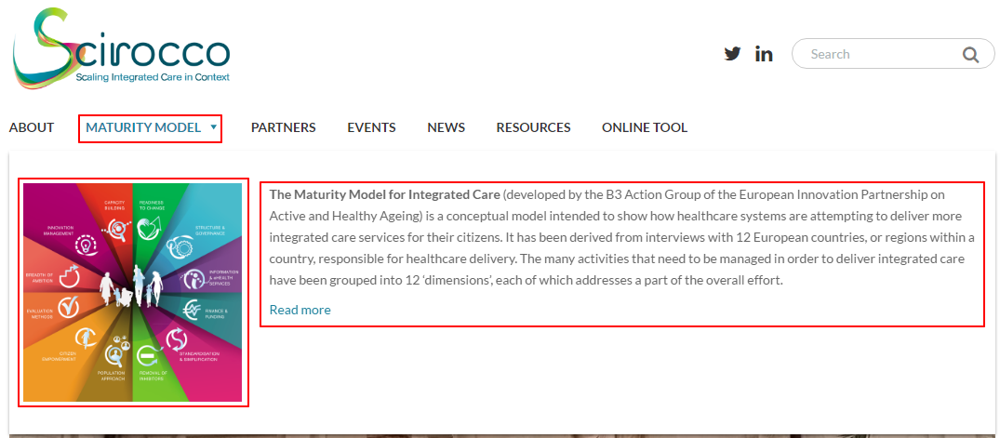 Scirocco
Scaling Integrated Care in Context
Search
ABOUT
MATURITY MODEL
PARTNERS
EVENTS
NEWS
RESOURCES
ONLINE TOOL
CAPACITY
BUILDING
READINESS
TO CHANGE
INNOVATION
MANAGEMENT
STRUCTURE &
GOVERNANCE
BREADTH OF
AMBITION
INFORMATION
& eHEALTH
SERVICES
EVALUATION
METHODS
FINANCE &
FUNDING
CITIZEN
EMPOWERMENT
STANDARDISATION
& SIMPLIFICATION
POPULATION
APPROACH
REMOVAL OF
INHIBITORS
The Maturity Model for Integrated Care (developed by the B3 Action Group of the European Innovation Partnership on
Active and Healthy Ageing) is a conceptual model intended to show how healthcare systems are attempting to deliver more
integrated care services for their citizens. It has been derived from interviews with 12 European countries, or regions within a
country, responsible for healthcare delivery. The many activities that need to be managed in order to deliver integrated care
have been grouped into 12 ‘dimensions’, each of which addresses a part of the overall effort.
Read more